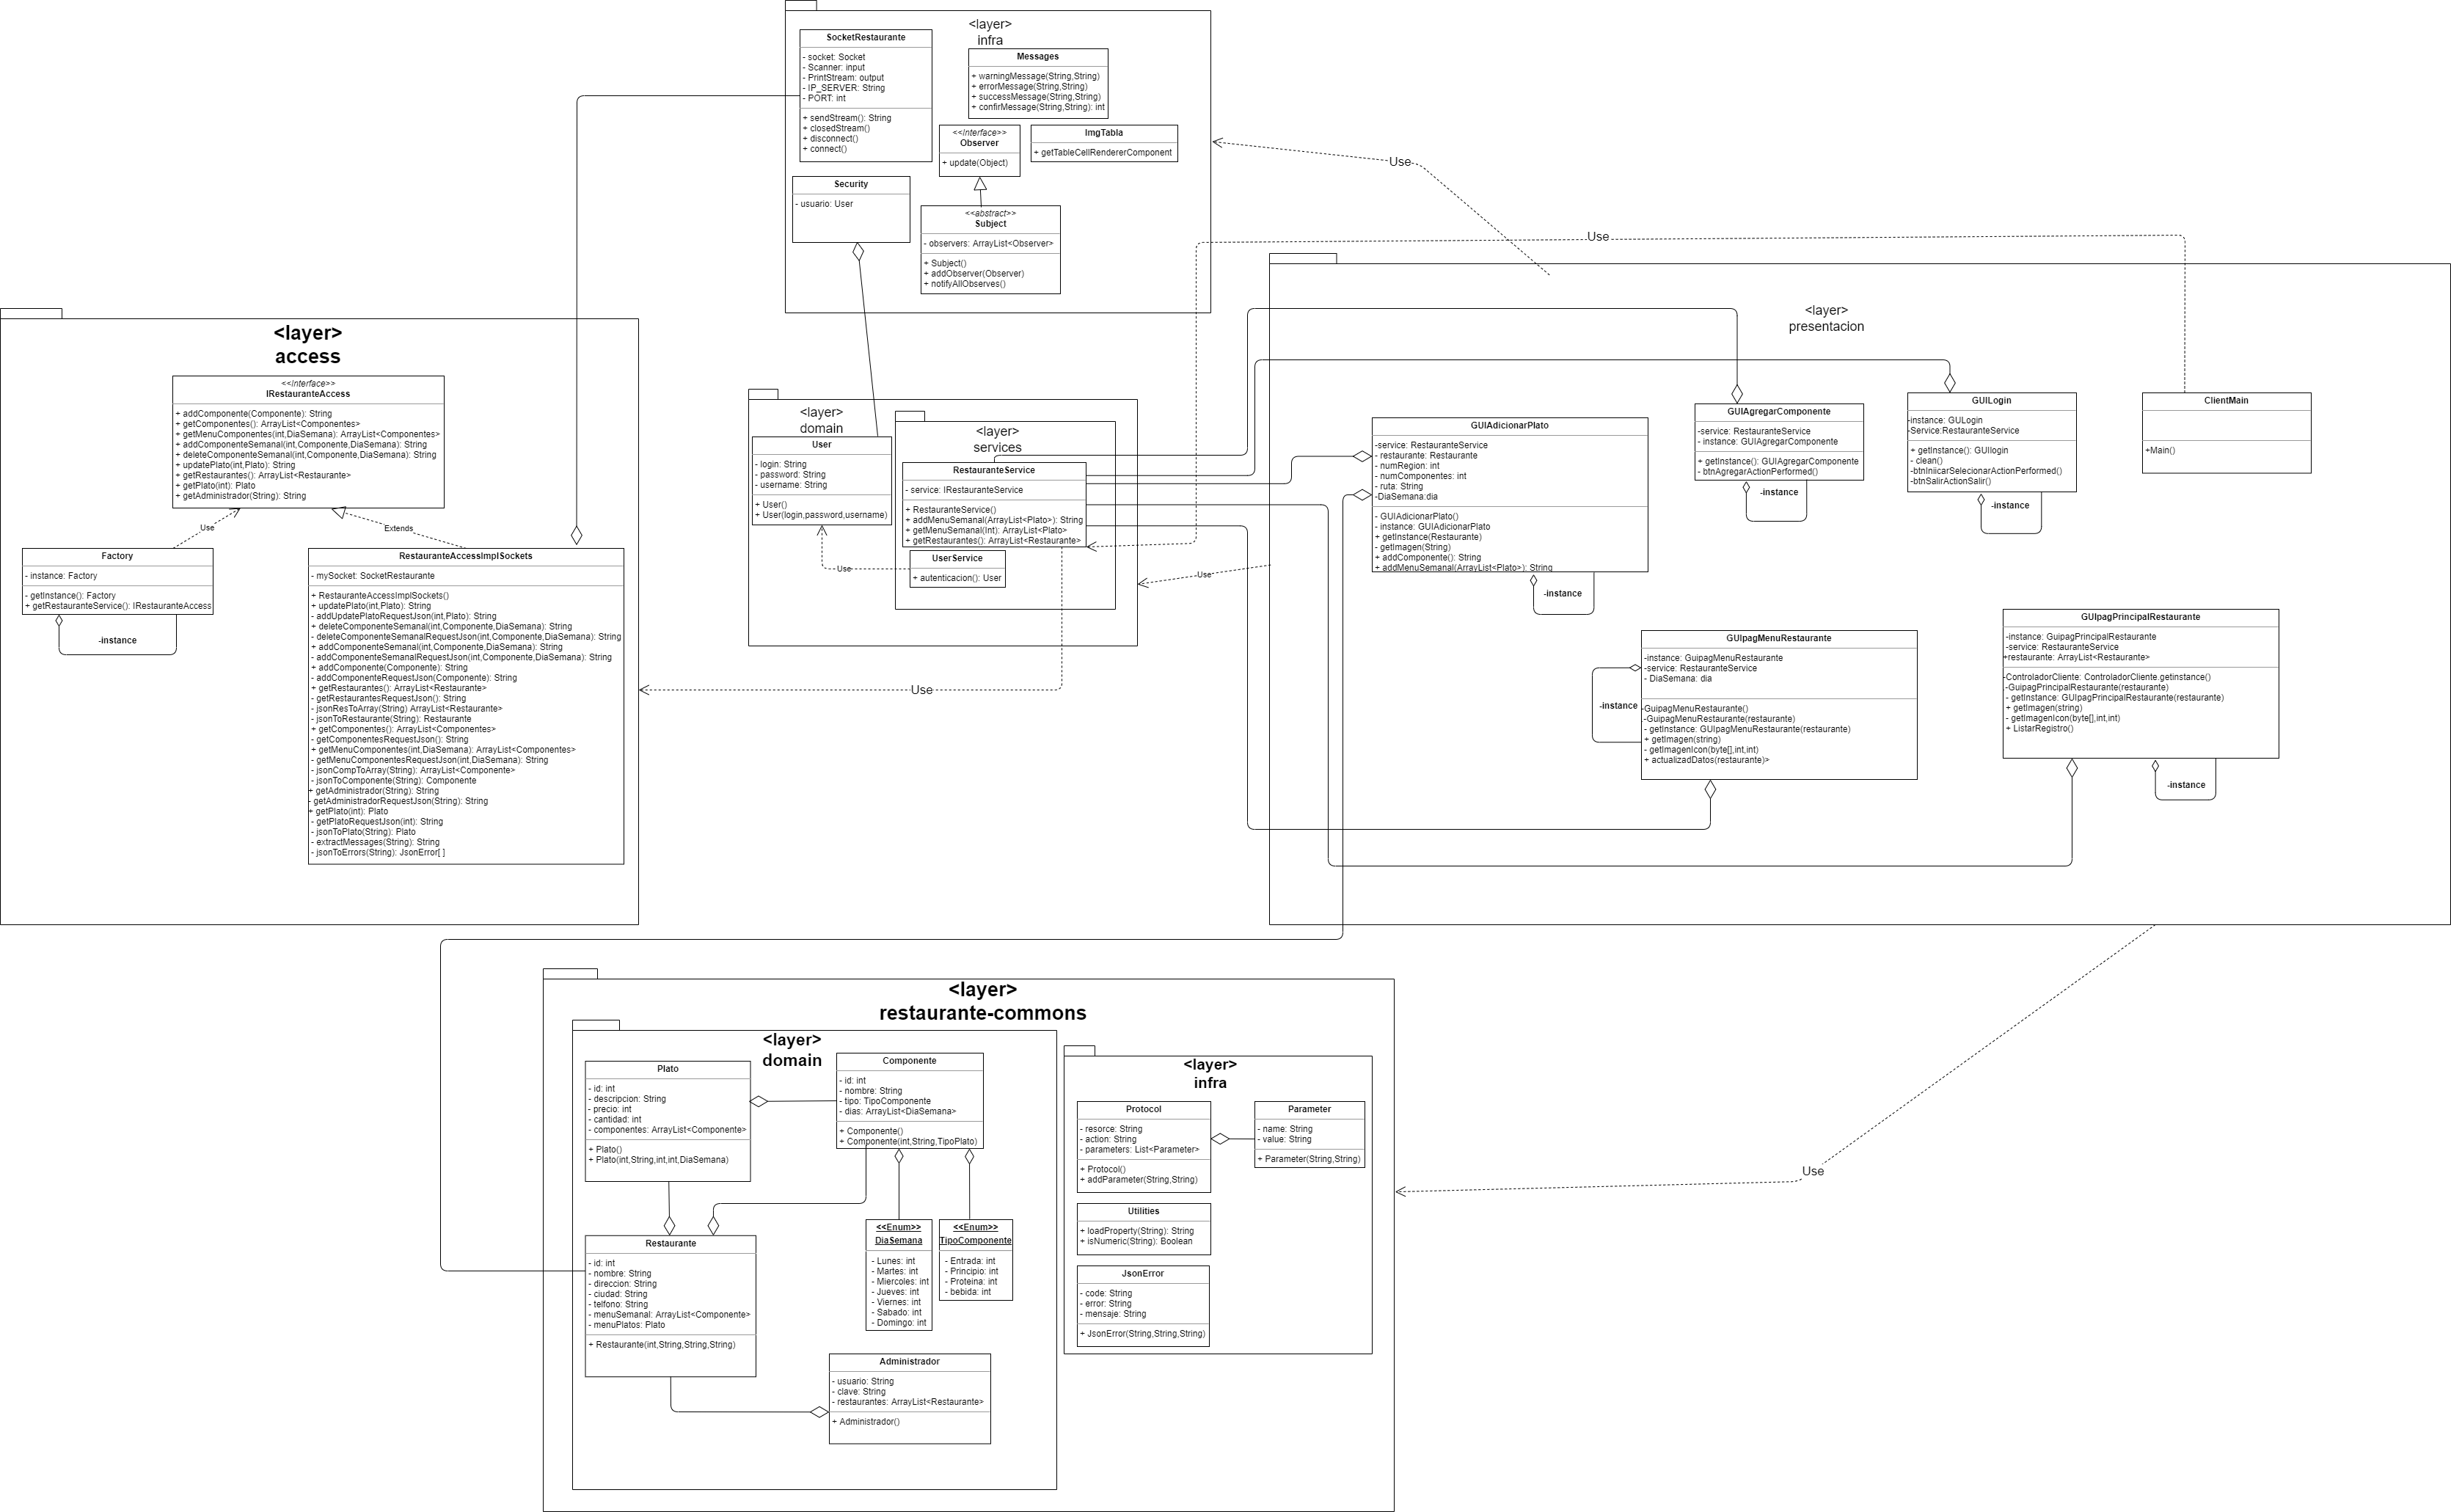 <layer>
infra
SocketRestaurante
- socket: Socket
- Scanner: input
- PrintStream: output
- IP_SERVER: String
- PORT: int
+ sendStream(): String
+ closedStream()
+ disconnect()
+ connect()
Messages
+ warningMessage(String,String)
+ errorMessage(String,String)
+ successMessage(String,String)
+ confirMessage(String,String): int
<<Interface>>
Observer
+ update(Object)
ImgTabla
+ getTableCellRendererComponent
Security
- usuario: User
<<abstract>>
Subject
- observers: ArrayList<Observer>
+ Subject()
+ addObserver(Observer)
+ notifyAllObserves()
Use
Use
<layer>
access
<<Interface>>
IRestauranteAccess
+ addComponente(Componente): String
+ getComponentes(): ArrayList<Componentes>
+ getMenuComponentes(int,DiaSemana): ArrayList<Componentes>
+ addComponenteSemanal(int,Componente,DiaSemana): String
+ deleteComponenteSemanal(int,Componente,DiaSemana): String
+ updatePlato(int,Plato): String
+ getRestaurantes(): ArrayList<Restaurante>
+ getPlato(int): Plato
+ getAdministrador(String): String
Use
Extends
Factory
- instance: Factory
- getInstance(): Factory
+ getRestauranteService(): IRestauranteAccess
-instance
RestauranteAccessImplSockets
- mySocket: SocketRestaurante
+ RestauranteAccessImplSockets()
+ updatePlato(int,Plato): String
- addUpdatePlatoRequestJson(int,Plato): String
+ deleteComponenteSemanal(int,Componente,DiaSemana): String
- deleteComponenteSemanalRequestJson(int,Componente,DiaSemana): String
+ addComponenteSemanal(int,Componente,DiaSemana): String
- addComponenteSemanalRequestJson(int,Componente,DiaSemana): String
+ addComponente(Componente): String
- addComponenteRequestJson(Componente): String
+ getRestaurantes(): ArrayList<Restaurante>
- getRestaurantesRequestJson(): String
- jsonResToArray(String) ArrayList<Restaurante>
- jsonToRestaurante(String): Restaurante
+ getComponentes(): ArrayList<Componentes>
- getComponentesRequestJson(): String
+ getMenuComponentes(int,DiaSemana): ArrayList<Componentes>
- getMenuComponentesRequestJson(int,DiaSemana): String
- jsonCompToArray(String): ArrayList<Componente>
- jsonToComponente(String): Componente
+ getAdministrador(String): String
- getAdministradorRequestJson(String): String
+ getPlato(int): Plato
- getPlatoRequestJson(int): String
- jsonToPlato(String): Plato
- extractMessages(String): String
- jsonToErrors(String): JsonError[ ]
<layer>
domain
User
- login: String
- password: String
- username: String
+ User()
+ User(login,password,username)
<layer>
services
RestauranteService
- service: IRestauranteService
+ RestauranteService()
+ addMenuSemanal(ArrayList<Plato>): String
+ getMenuSemanal(Int): ArrayList<Plato>
+ getRestaurantes(): ArrayList<Restaurante>
UserService
+ autenticacion(): User
Use
Use
Use
<layer>
presentacion
GUIAdicionarPlato
-service: RestauranteService
- restaurante: Restaurante
- numRegion: int
- numComponentes: int
- ruta: String
-DiaSemana:dia
- GUIAdicionarPlato()
- instance: GUIAdicionarPlato
+ getInstance(Restaurante)
- getImagen(String)
+ addComponente(): String
+ addMenuSemanal(ArrayList<Plato>): String
-instance
GUIAgregarComponente
-service: RestauranteService
- instance: GUIAgregarComponente
+ getInstance(): GUIAgregarComponente
- btnAgregarActionPerformed()
-instance
GUILogin
-instance: GULogin
-Service:RestauranteService
+ getInstance(): GUIlogin
- clean()
-btnIniicarSelecionarActionPerformed()
-btnSalirActionSalir()
-instance
ClientMain
+Main()
GUIpagMenuRestaurante
-instance: GuipagMenuRestaurante
-service: RestauranteService
- DiaSemana: dia
-GuipagMenuRestaurante()
-GuipagMenuRestaurante(restaurante)
- getInstance: GUIpagMenuRestaurante(restaurante)
+ getImagen(string)
- getImagenIcon(byte[],int,int)
+ actualizadDatos(restaurante)>
-instance
GUIpagPrincipalRestaurante
-instance: GuipagPrincipalRestaurante
-service: RestauranteService
+restaurante: ArrayList<Restaurante>
-ControladorCliente: ControladorCliente.getinstance()
-GuipagPrincipalRestaurante(restaurante)
- getInstance: GUIpagPrincipalRestaurante(restaurante)
+ getImagen(string)
- getImagenIcon(byte[],int,int)
+ ListarRegistro()
-instance
<layer>
restaurante-commons
<layer>
domain
Plato
- id: int
- descripcion: String
- precio: int
- cantidad: int
- componentes: ArrayList<Componente>
+ Plato()
+ Plato(int,String,int,int,DiaSemana)
Componente
- id: int
- nombre: String
- tipo: TipoComponente
- dias: ArrayList<DiaSemana>
+ Componente()
+ Componente(int,String,TipoPlato)
Restaurante
- id: int
- nombre: String
- direccion: String
- ciudad: String
- telfono: String
- menuSemanal: ArrayList<Componente>
- menuPlatos: Plato
+ Restaurante(int,String,String,String)
<<Enum>>
DiaSemana
- Lunes: int
- Martes: int
- Miercoles: int
- Jueves: int
- Viernes: int
- Sabado: int
- Domingo: int
<<Enum>>
TipoComponente
- Entrada: int
- Principio: int
- Proteina: int
- bebida: int
Administrador
- usuario: String
- clave: String
- restaurantes: ArrayList<Restaurante>
+ Administrador()
<layer>
infra
Protocol
- resorce: String
- action: String
- parameters: List<Parameter>
+ Protocol()
+ addParameter(String,String)
Parameter
- name: String
- value: String
+ Parameter(String,String)
Utilities
+ loadProperty(String): String
+ isNumeric(String): Boolean
JsonError
- code: String
- error: String
- mensaje: String
+ JsonError(String,String,String)
Use